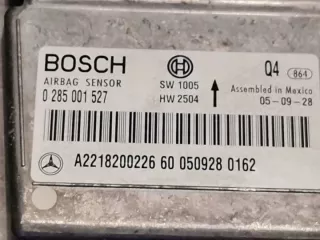 BOSCH
AIRBAG SENSOR
0 285 001 527
SW 1005
HW 2504
Q4 864
Assembled in Mexico
05-09-28
A2218200226 60 050928 0162